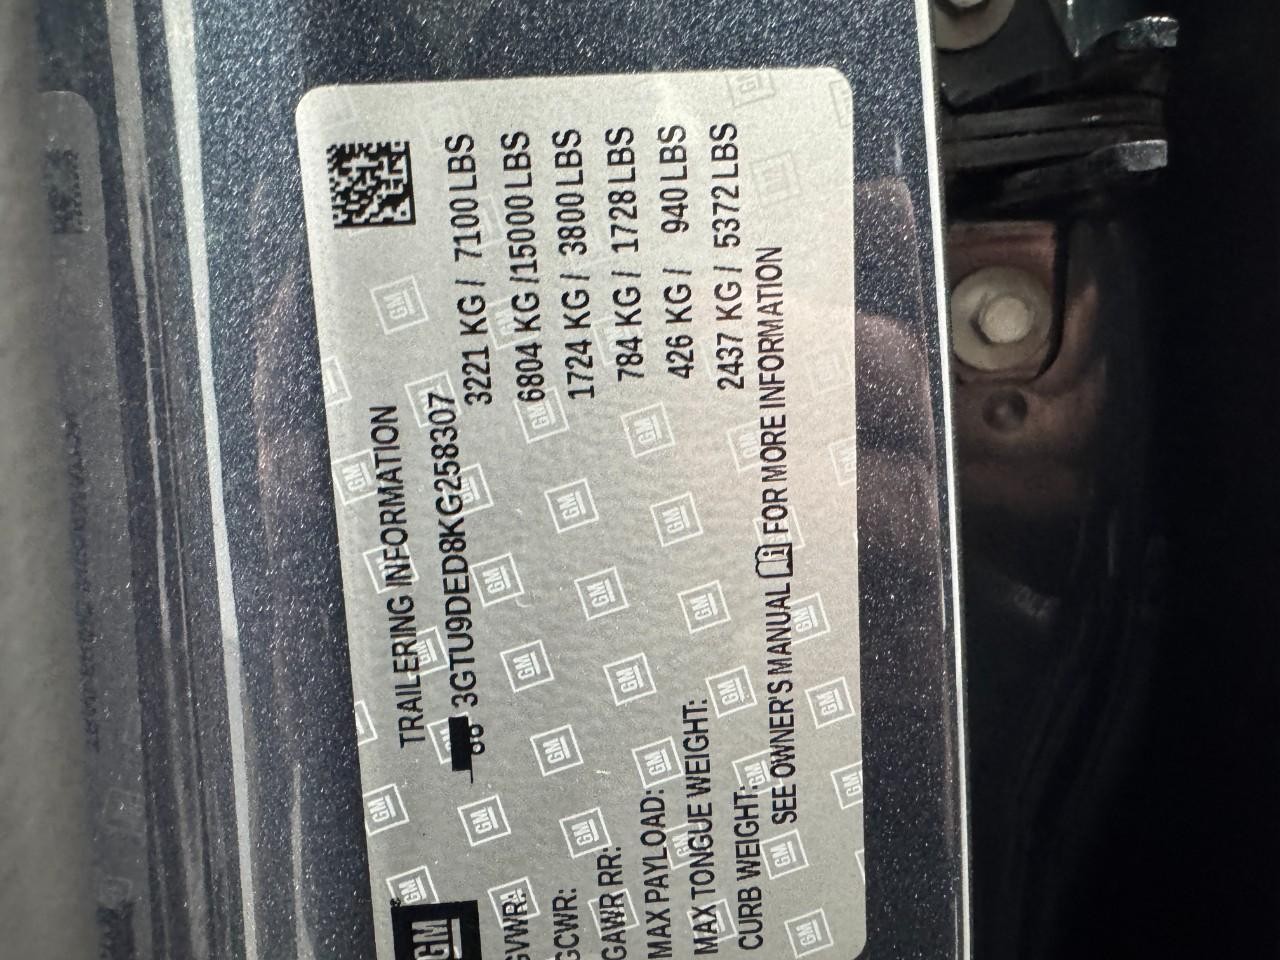 TRAILERING INFORMATION
3GTU9DED8KG258307
GVWR: 3221 KG / 7100 LBS
GCWR: 6804 KG /15000 LBS
GAWR RR: 1724 KG / 3800 LBS
MAX PAYLOAD: 784 KG / 1728 LBS
MAX TONGUE WEIGHT: 426 KG / 940 LBS
CURB WEIGHT: 2437 KG / 5372 LBS
SEE OWNER'S MANUAL FOR MORE INFORMATION
GM